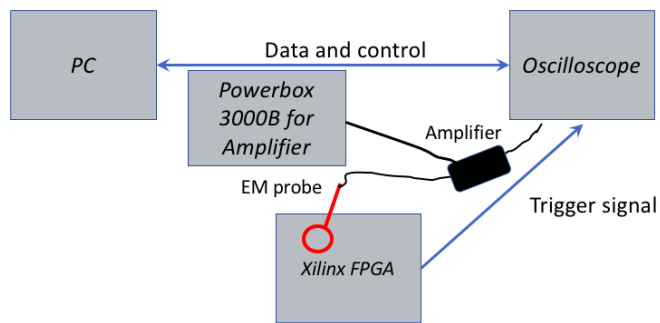 PC
Data and control
Oscilloscope
Powerbox
3000B for
Amplifier
Amplifier
EM probe
Trigger signal
Xilinx FPGA